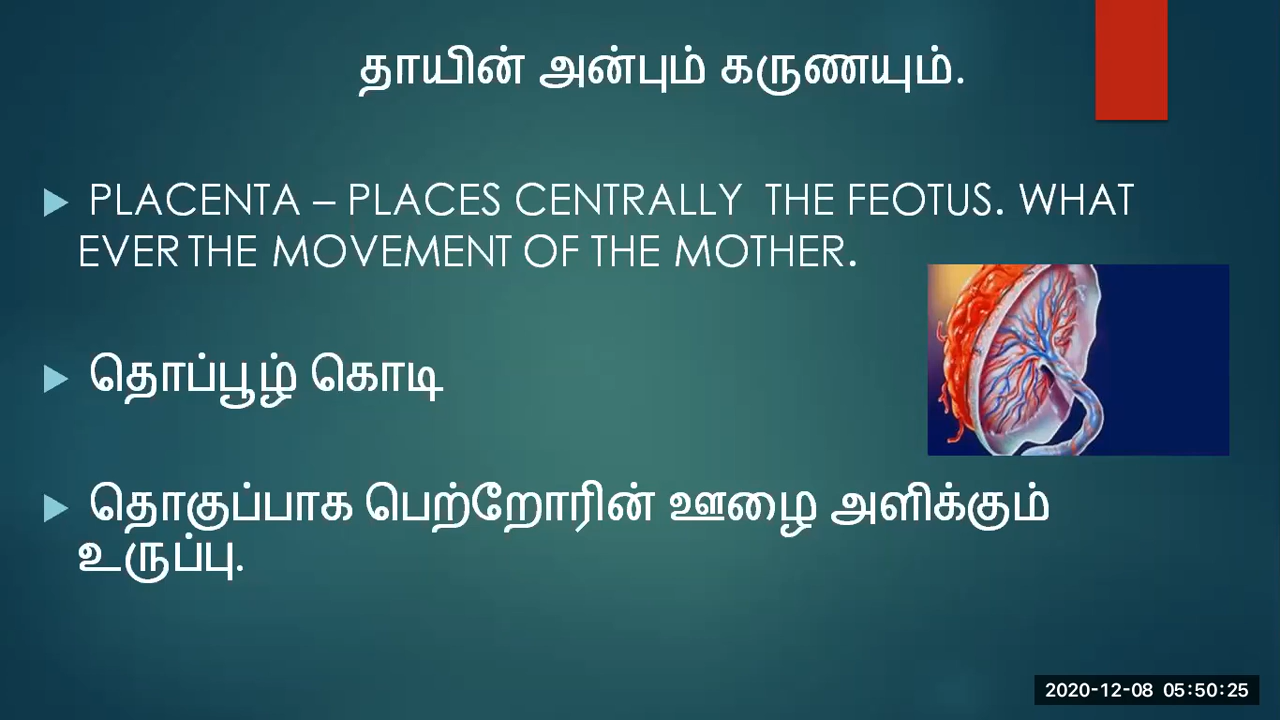 தாயின் அன்பும் கருணயும்.
PLACENTA – PLACES CENTRALLY THE FEOTUS. WHAT
EVER THE MOVEMENT OF THE MOTHER.
தொப்பூழ் கொடி
தொகுப்பாக பெற்றோரின் ஊழை அளிக்கும்
உருப்பு.
2020-12-08 05:50:25